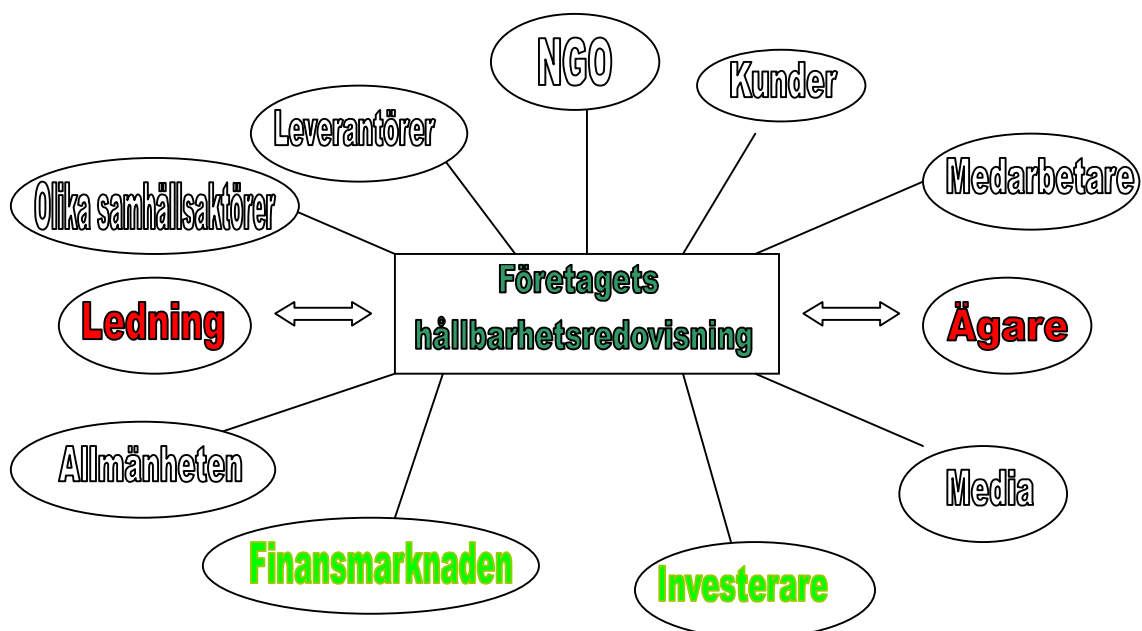 NGO
Kunder
Leverantörer
Medarbetare
Olika samhällsaktörer
Företagets
hållbarhetsredovisning
Ledning
Ägare
Allmänheten
Media
Finansmarknaden
Investerare